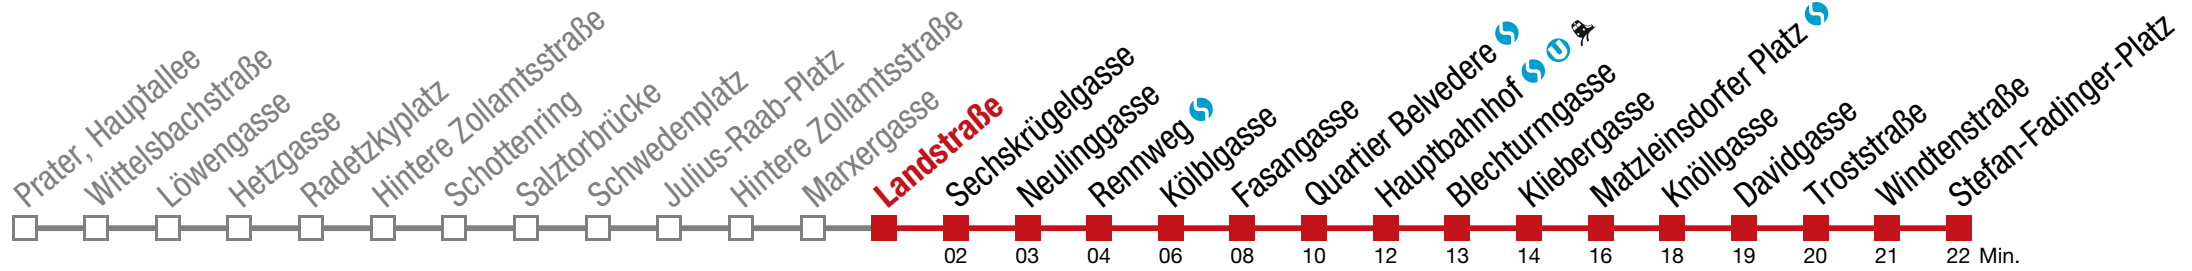 Prater, Hauptallee
Wittelsbachstraße
Löwengasse
Hetzgasse
Radetzkyplatz
Hintere Zollamtsstraße
Schottenring
Salztorbrücke
Schwedenplatz
Julius-Raab-Platz
Hintere Zollamtsstraße
Marxergasse
Landstraße
Sechskrügelgasse
Neulinggasse
Rennweg S
Kölblgasse
Fasangasse
Quartier Belvedere S
Hauptbahnhof S U
Blechturmgasse
Kliebergasse
Matzleinsdorfer Platz S
Knöllgasse
Davidgasse
Troststraße
Windtenstraße
Stefan-Fadinger-Platz
02 03 04 06 08 10 12 13 14 16 18 19 20 21 22 Min.